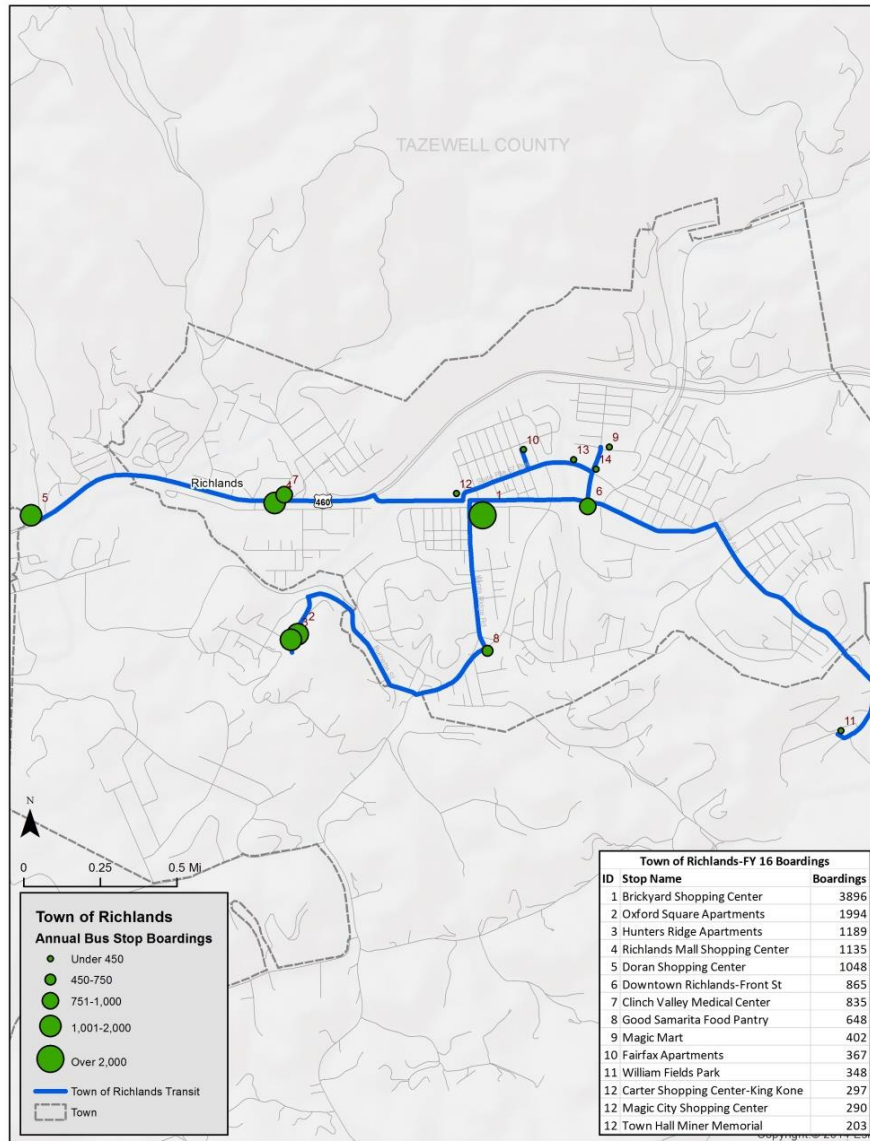 TAZEWELL COUNTY
10
13
9
14
5
Richlands
7
4
460
12
1
6
2
3
8
11
N
0 0.25 0.5 Mi
Town of Richlands
Annual Bus Stop Boardings
Under 450
450-750
751-1,000
1,001-2,000
Over 2,000
Town of Richlands Transit
Town
Town of Richlands-FY 16 Boardings
ID Stop Name Boardings
1 Brickyard Shopping Center 3896
2 Oxford Square Apartments 1994
3 Hunters Ridge Apartments 1189
4 Richlands Mall Shopping Center 1135
5 Doran Shopping Center 1048
6 Downtown Richlands-Front St 865
7 Clinch Valley Medical Center 835
8 Good Samarita Food Pantry 648
9 Magic Mart 402
10 Fairfax Apartments 367
11 William Fields Park 348
12 Carter Shopping Center-King Kone 297
12 Magic City Shopping Center 290
12 Town Hall Miner Memorial 203